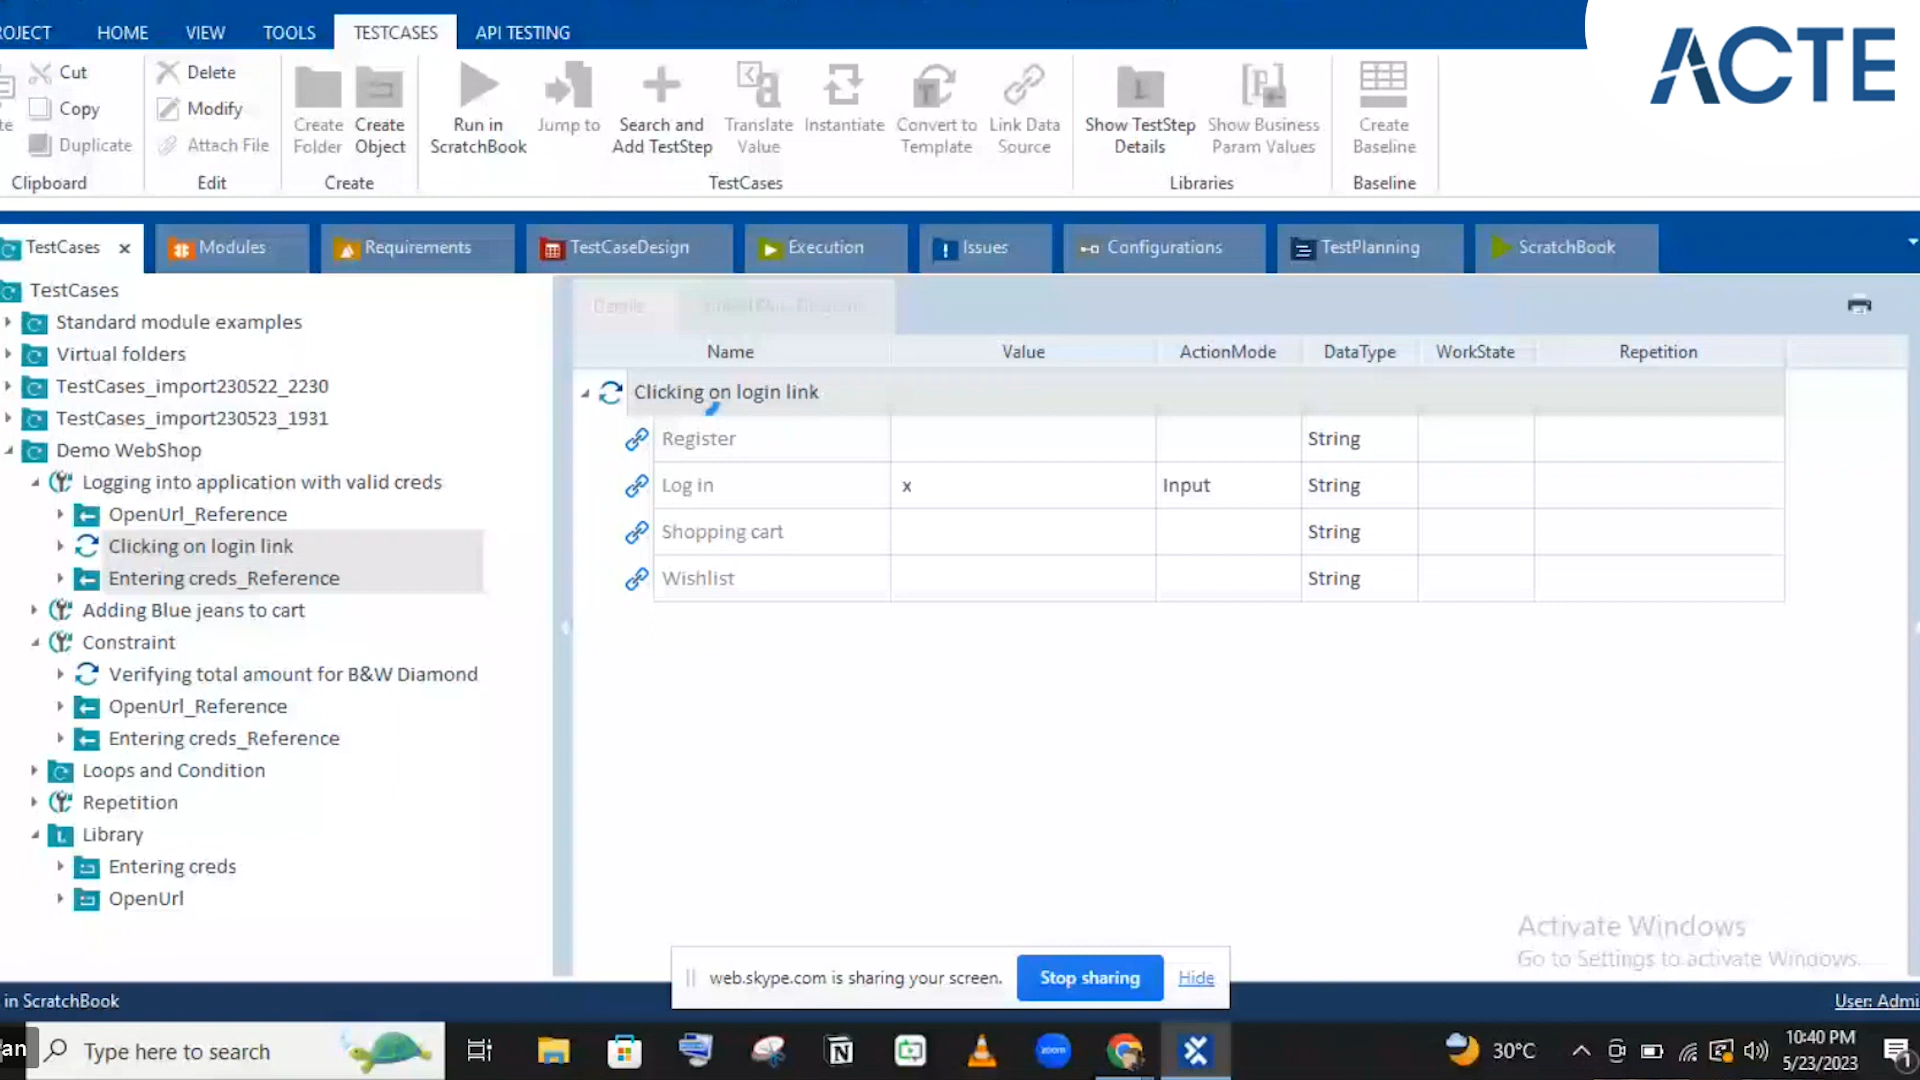 ROJECT HOME VIEW TOOLS TESTCASES API TESTING
ACTE
Cut
Copy
Duplicate
Clipboard
Delete
Modify
Attach File
Edit
Create Folder
Create Object
Create
Run in ScratchBook
Jump to
Search and Add TestStep
Translate Value
Instantiate
Convert to Template
Link Data Source
TestCases
Show TestStep Details
Show Business Param Values
Libraries
Create Baseline
Baseline
TestCases Modules Requirements TestCaseDesign Execution Issues Configurations TestPlanning ScratchBook
TestCases
Standard module examples
Virtual folders
TestCases_import230522_2230
TestCases_import230523_1931
Demo WebShop
Logging into application with valid creds
OpenUrl_Reference
Clicking on login link
Entering creds_Reference
Adding Blue jeans to cart
Constraint
Verifying total amount for B&W Diamond
OpenUrl_Reference
Entering creds_Reference
Loops and Condition
Repetition
Library
Entering creds
OpenUrl
Name Value ActionMode DataType WorkState Repetition
Clicking on login link
Register String
Log in x Input String
Shopping cart String
Wishlist String
Activate Windows
Go to Settings to activate Windows.
web.skype.com is sharing your screen. Stop sharing Hide
in ScratchBook
User: Admi
an
Type here to search
zoom
30°C
10:40 PM
5/23/2023
1